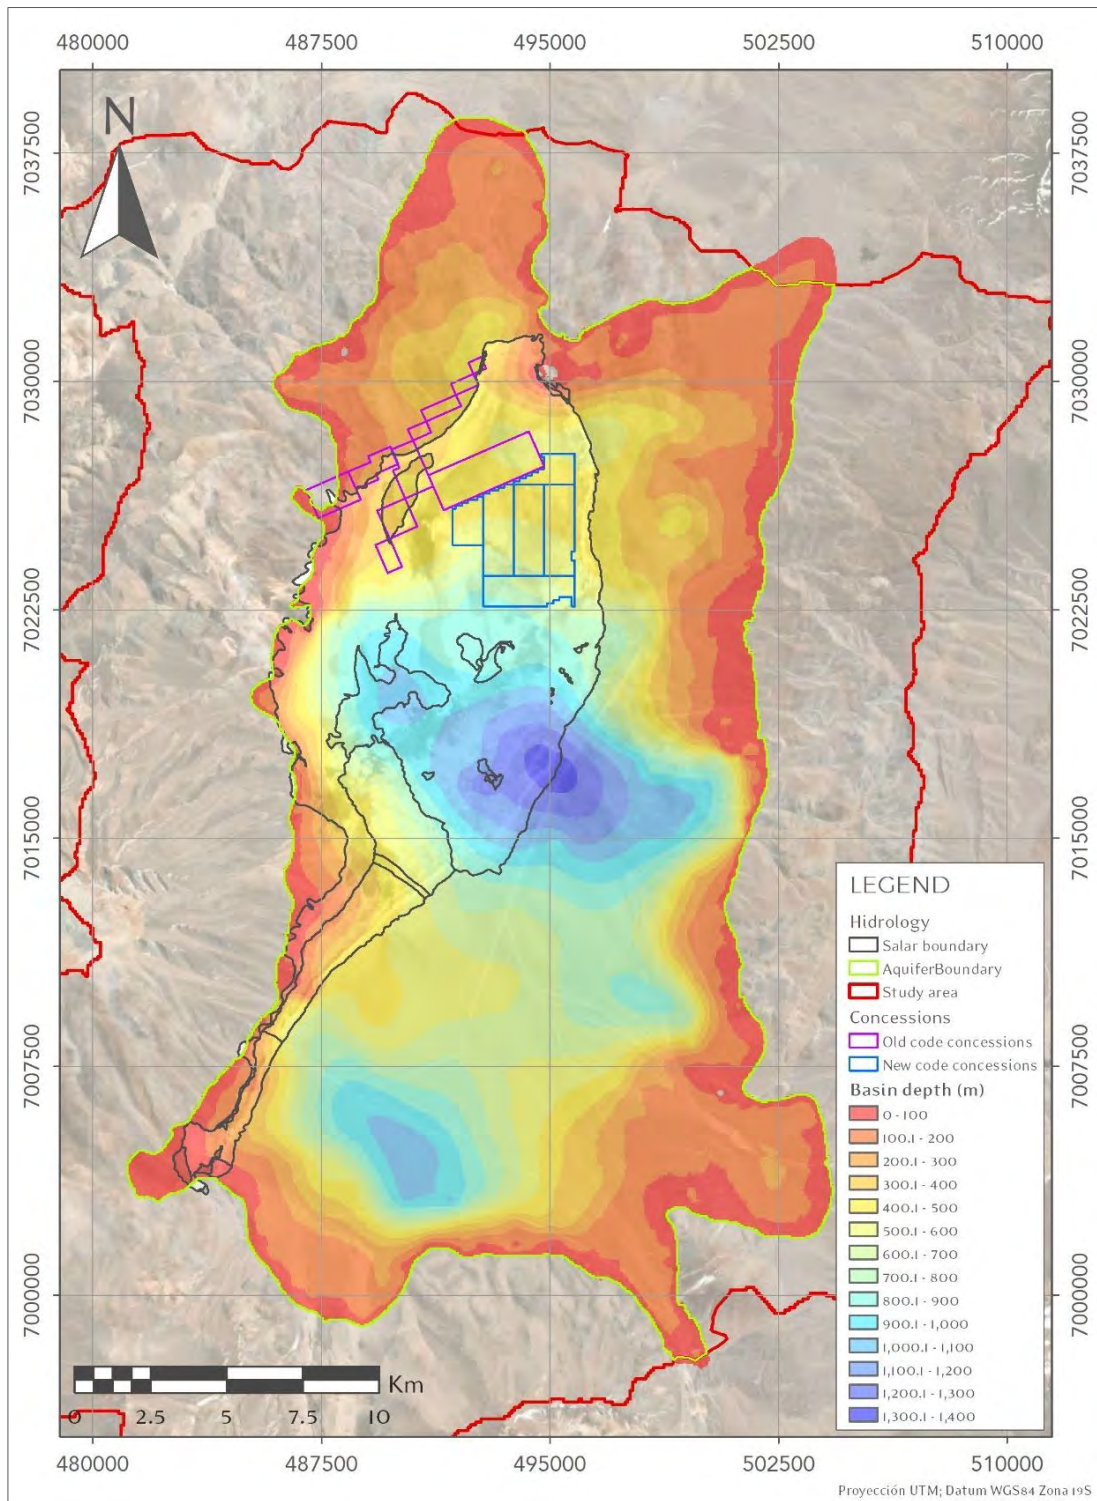 480000 487500 495000 502500 510000
N
7037500 7037500
7030000 7030000
7022500 7022500
7015000 7015000
7007500 7007500
7000000 7000000
LEGEND
Hidrology
Salar boundary
AquiferBoundary
Study area
Concessions
Old code concessions
New code concessions
Basin depth (m)
0 - 100
100.1 - 200
200.1 - 300
300.1 - 400
400.1 - 500
500.1 - 600
600.1 - 700
700.1 - 800
800.1 - 900
900.1 - 1,000
1,000.1 - 1,100
1,100.1 - 1,200
1,200.1 - 1,300
1,300.1 - 1,400
Km
0 2.5 5 7.5 10
480000 487500 495000 502500 510000
Proyección UTM; Datum WGS84 Zona 19S